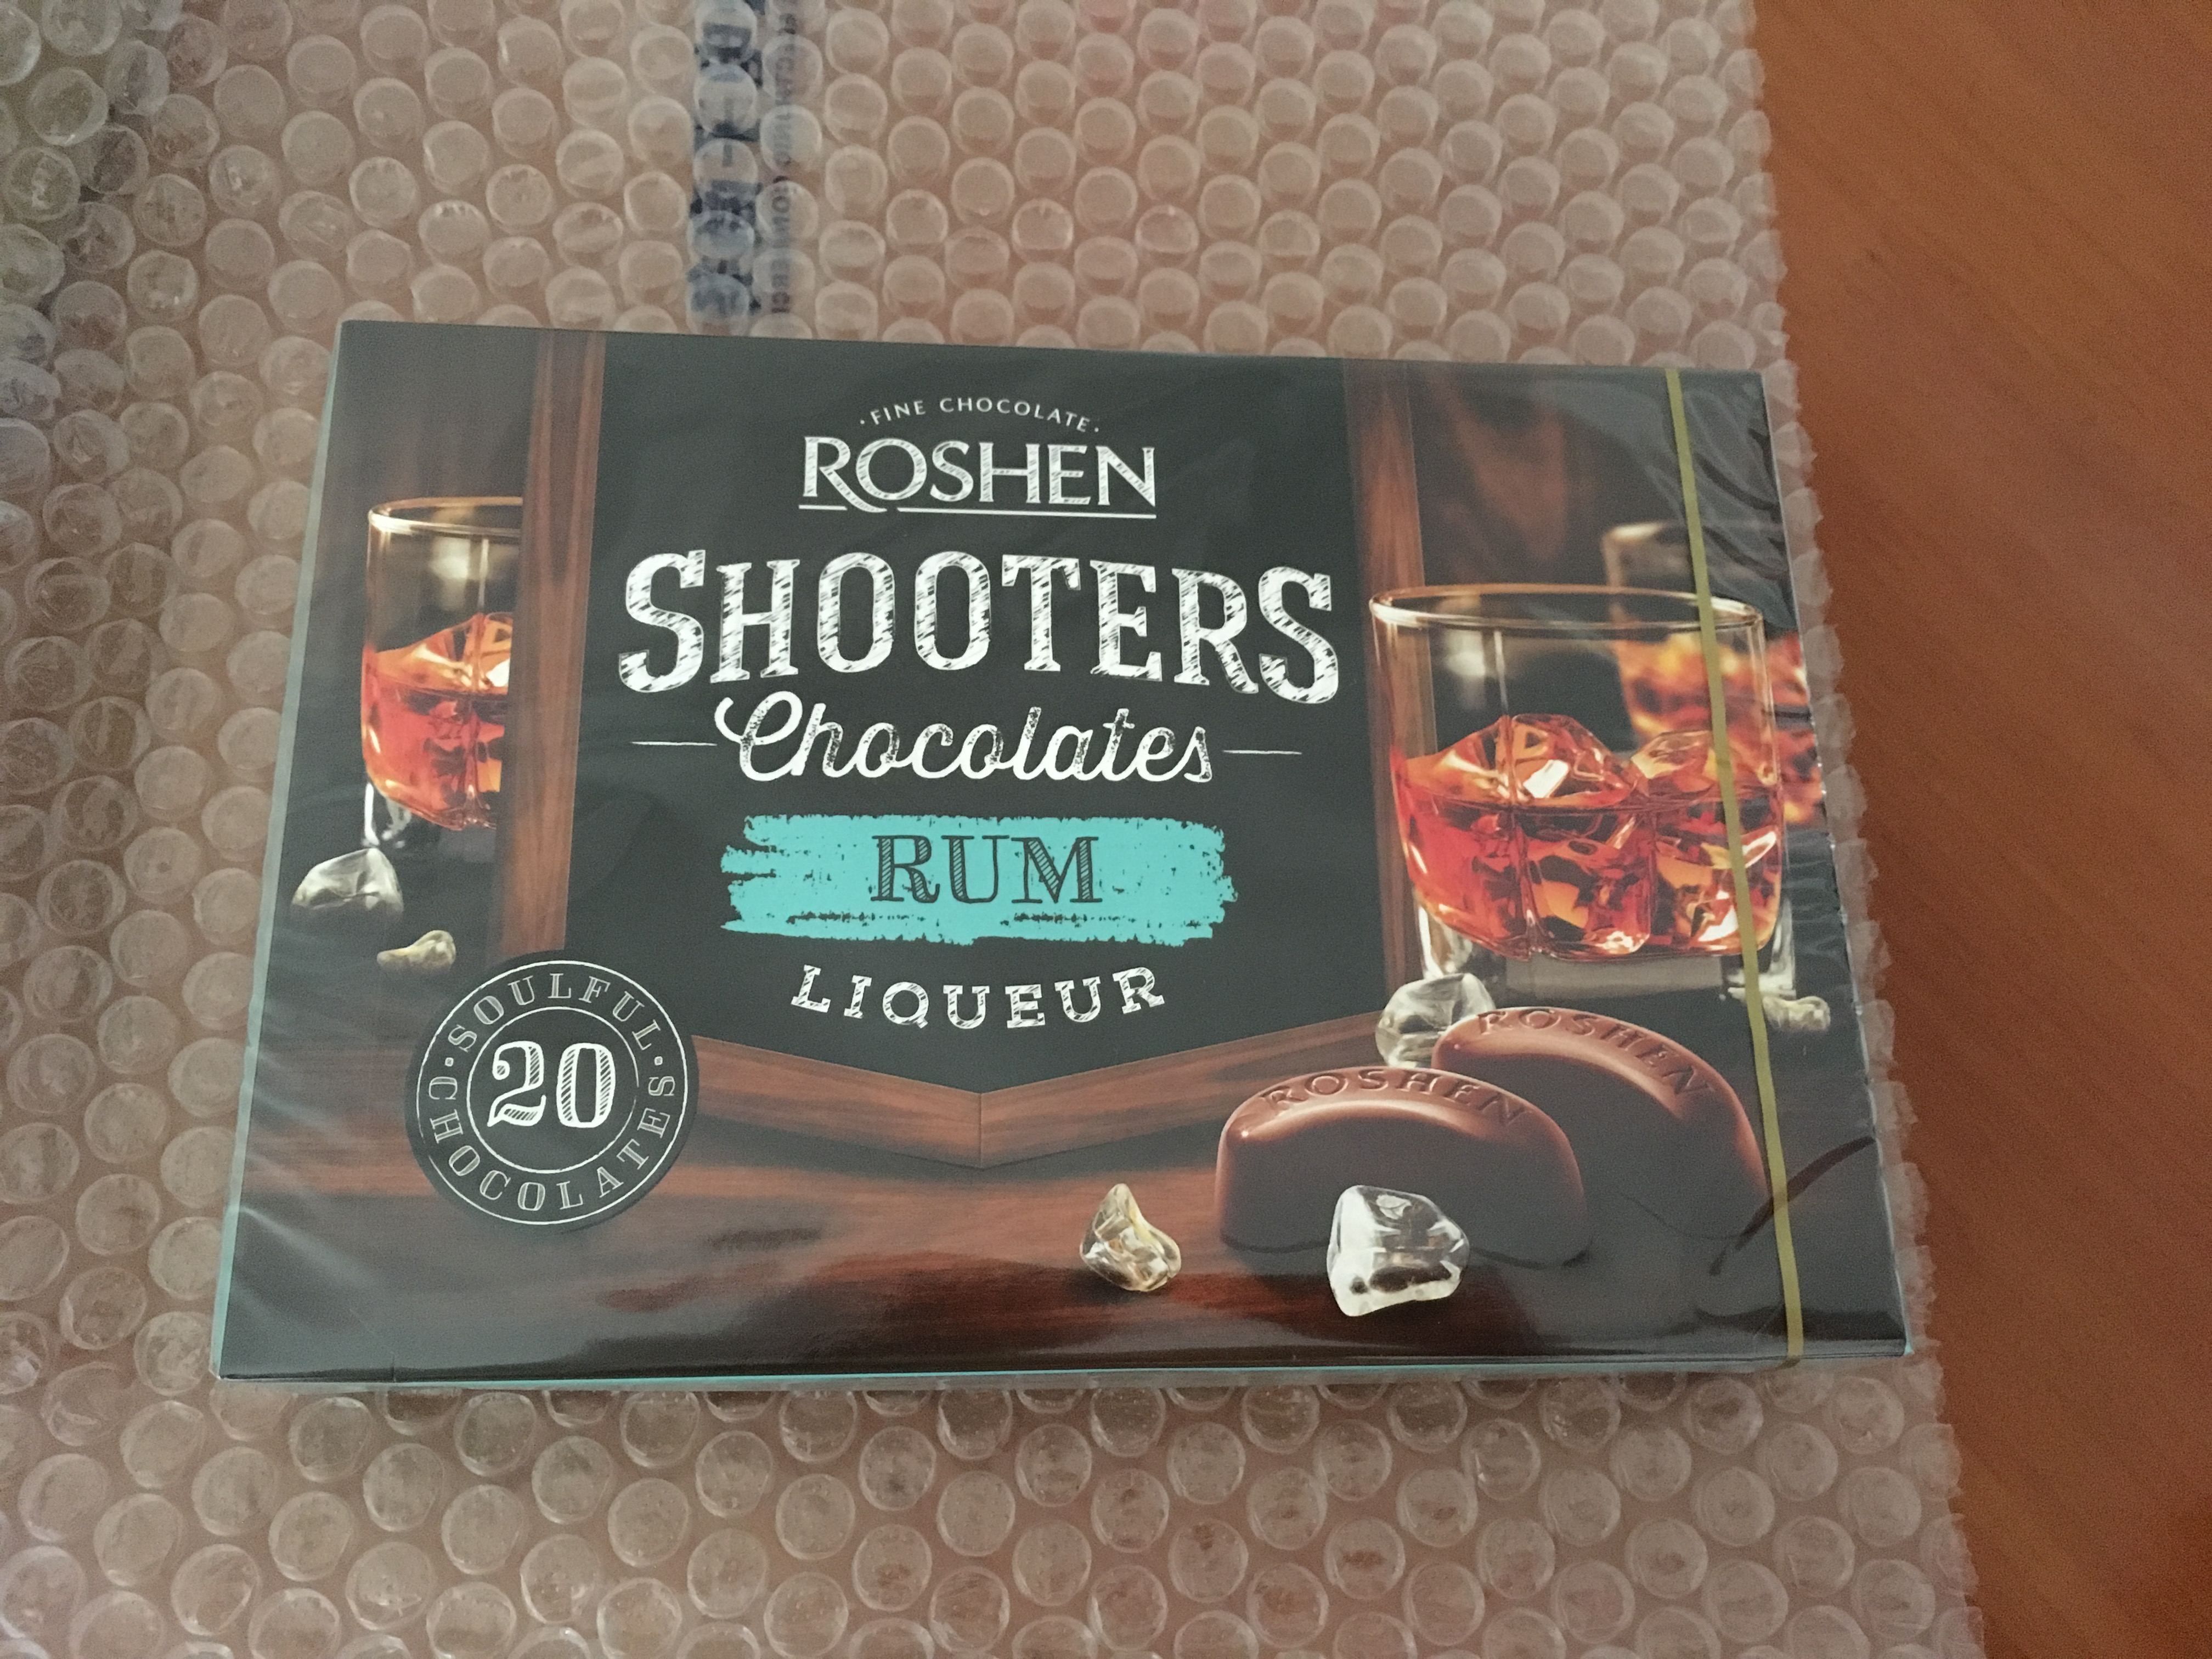 ·FINE CHOCOLATE·
ROSHEN
SHOOTERS
Chocolates
RUM
LIQUEUR
·SOULFUL·
20
CHOCOLATES
ROSHEN
ROSHEN